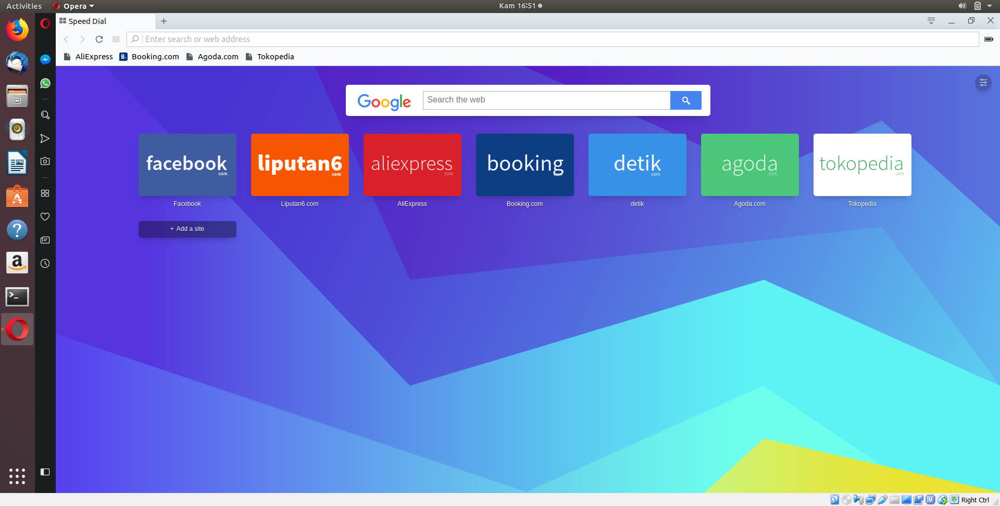 Activities Opera Kam 16:51
Speed Dial
Enter search or web address
AliExpress B. Booking.com Agoda.com Tokopedia
Google Search the web
facebook liputan6 aliexpress booking detik agoda tokopedia
com com com com com com com
Facebook Liputan6.com AliExpress Booking.com detik Agoda.com Tokopedia
+ Add a site
Right Ctrl